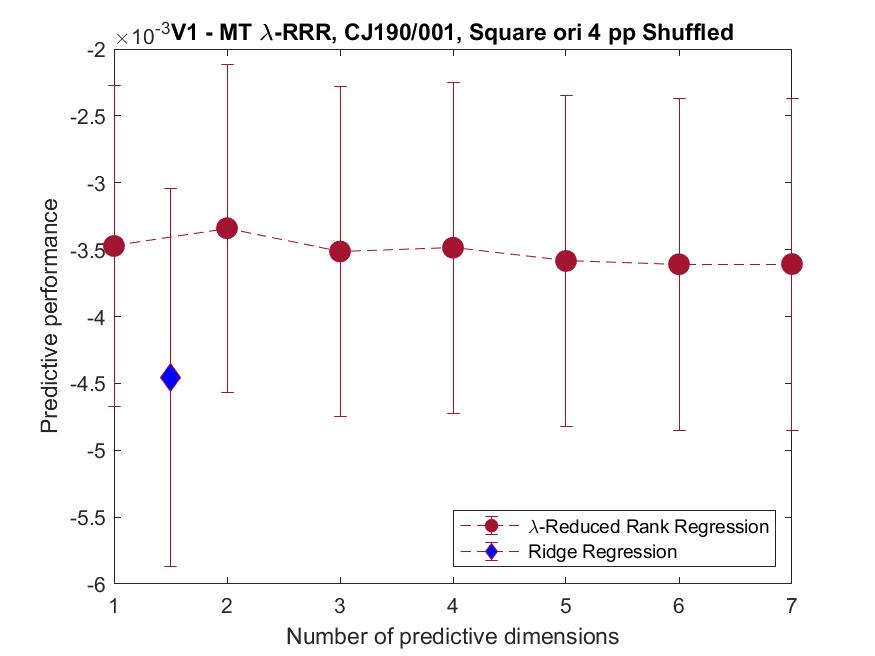 ×10-3
V1 - MT λ-RRR, CJ190/001, Square ori 4 pp Shuffled
-2
-2.5
-3
-3.5
-4
-4.5
-5
-5.5
-6
Predictive performance
λ-Reduced Rank Regression
Ridge Regression
1 2 3 4 5 6 7
Number of predictive dimensions